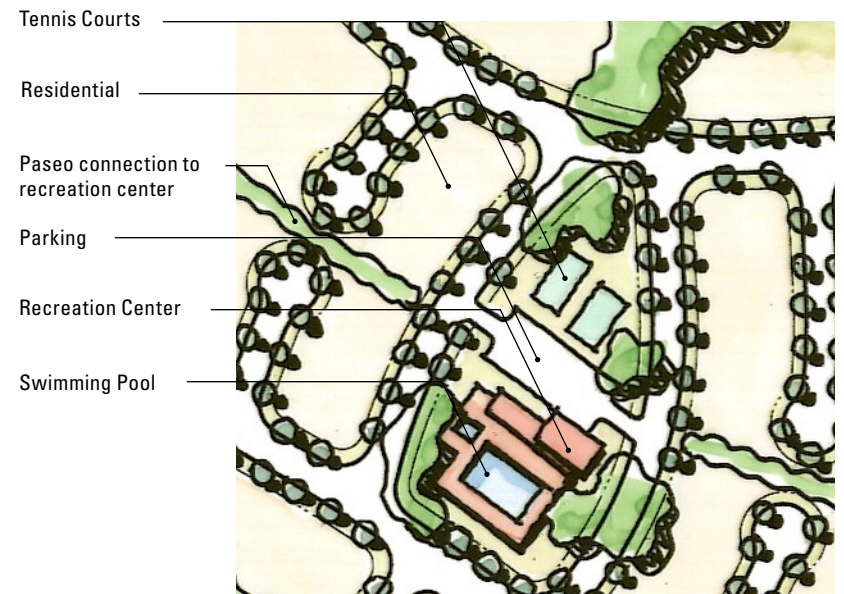 Tennis Courts
Residential
Paseo connection to
recreation center
Parking
Recreation Center
Swimming Pool